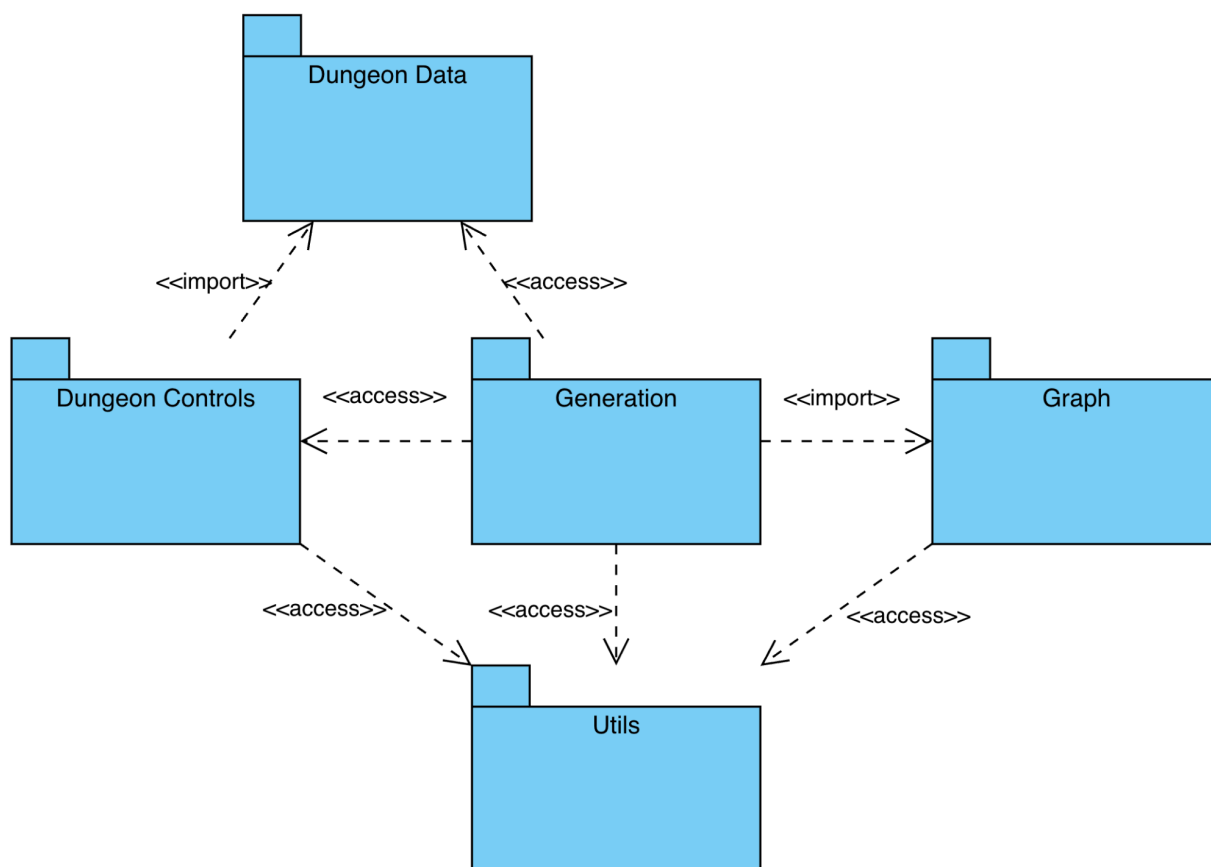 Dungeon Data
<<import>>
<<access>>
Dungeon Controls
<<access>>
Generation
<<import>>
Graph
<<access>>
<<access>>
<<access>>
Utils